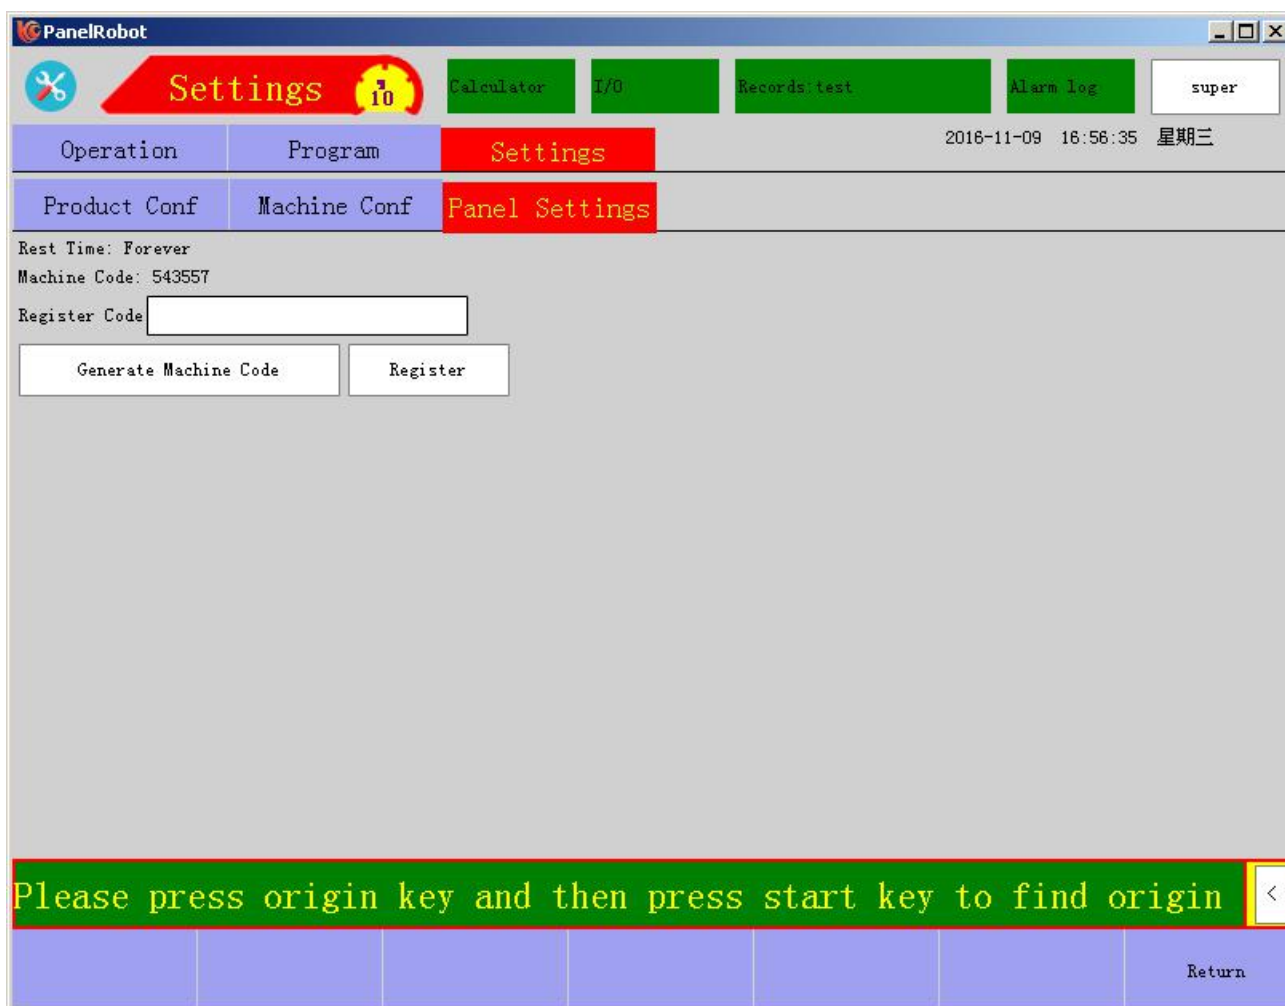 PanelRobot
Settings
10
Calculator
I/O
Records:test
Alarm log
super
Operation
Program
Settings
2016-11-09 16:56:35 星期三
Product Conf
Machine Conf
Panel Settings
Rest Time: Forever
Machine Code: 543557
Register Code
Generate Machine Code
Register
Please press origin key and then press start key to find origin
<
Return